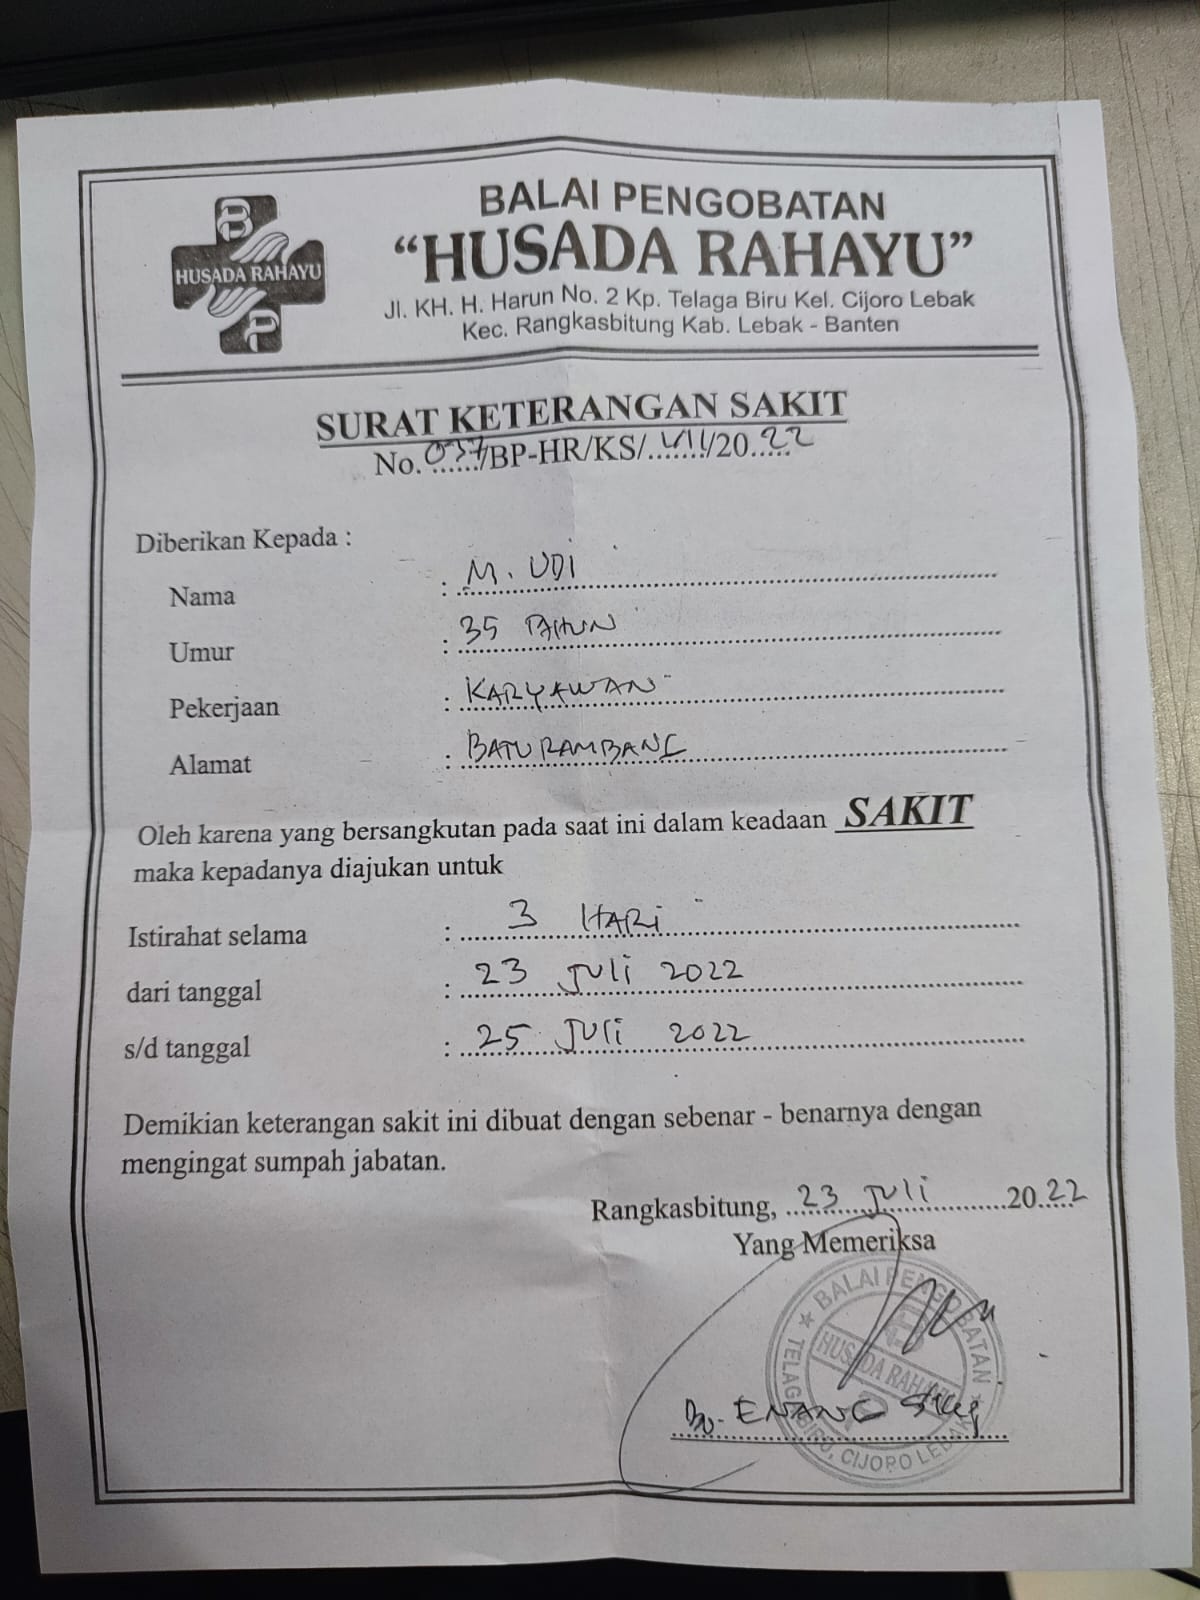 B
HUSADA RAHAYU
P
BALAI PENGOBATAN
“HUSADA RAHAYU”
Jl. KH. H. Harun No. 2 Kp. Telaga Biru Kel. Cijoro Lebak
Kec. Rangkasbitung Kab. Lebak - Banten
SURAT KETERANGAN SAKIT
No. 037/BP-HR/KS/ VII/20 22
Diberikan Kepada :
Nama : M. UDI
Umur : 35 TAHUN
Pekerjaan : KARYAWAN
Alamat : BATU RAMBANG
Oleh karena yang bersangkutan pada saat ini dalam keadaan SAKIT
maka kepadanya diajukan untuk
Istirahat selama : 3 HARI
dari tanggal : 23 JULI 2022
s/d tanggal : 25 JULI 2022
Demikian keterangan sakit ini dibuat dengan sebenar - benarnya dengan
mengingat sumpah jabatan.
Rangkasbitung, 23 JULI 20 22
Yang Memeriksa
BALAI PENGOBATAN
HUSADA RAHAYU
TELAGA BIRU, CIJORO LEBAK
ENANG